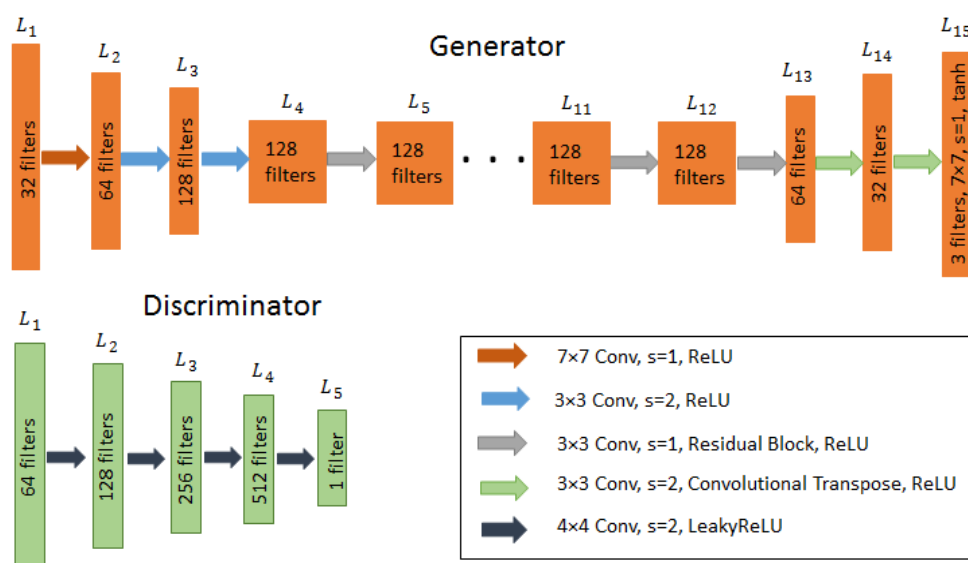 Generator
L₁
L₂
L₃
L₄
L₅
L₁₁
L₁₂
L₁₃
L₁₄
L₁₅
32 filters
64 filters
128 filters
128
filters
128
filters
. . .
128
filters
128
filters
64 filters
32 filters
3 filters, 7×7, s=1, tanh
Discriminator
L₁
L₂
L₃
L₄
L₅
64 filters
128 filters
256 filters
512 filters
1 filter
7×7 Conv, s=1, ReLU
3×3 Conv, s=2, ReLU
3×3 Conv, s=1, Residual Block, ReLU
3×3 Conv, s=2, Convolutional Transpose, ReLU
4×4 Conv, s=2, LeakyReLU